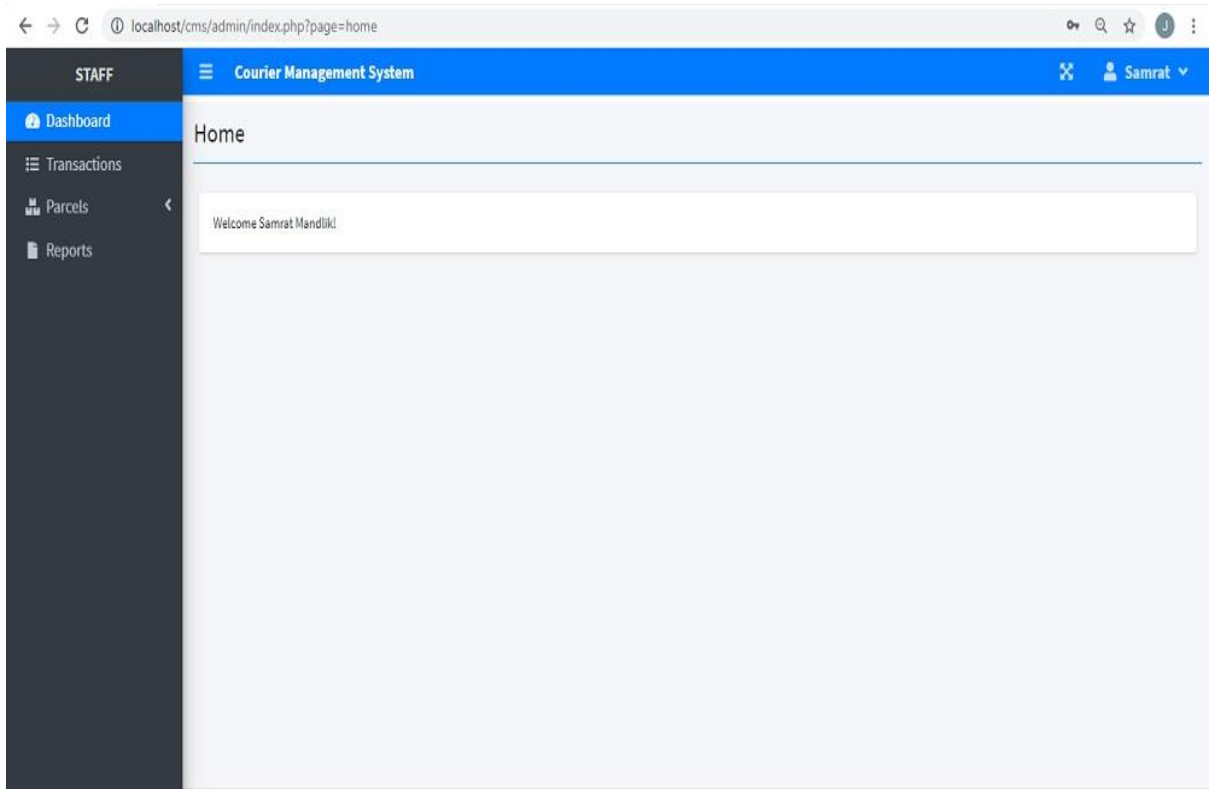 localhost/cms/admin/index.php?page=home
J
STAFF
Courier Management System
Samrat
Dashboard
Home
Transactions
Parcels
Welcome Samrat Mandlik!
Reports